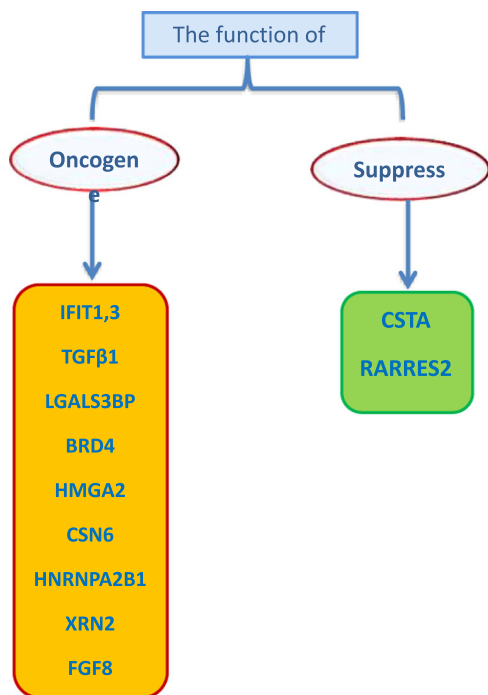 The function of
Oncogen
e
Suppress
IFIT1,3
TGFβ1
LGALS3BP
BRD4
HMGA2
CSN6
HNRNPA2B1
XRN2
FGF8
CSTA
RARRES2